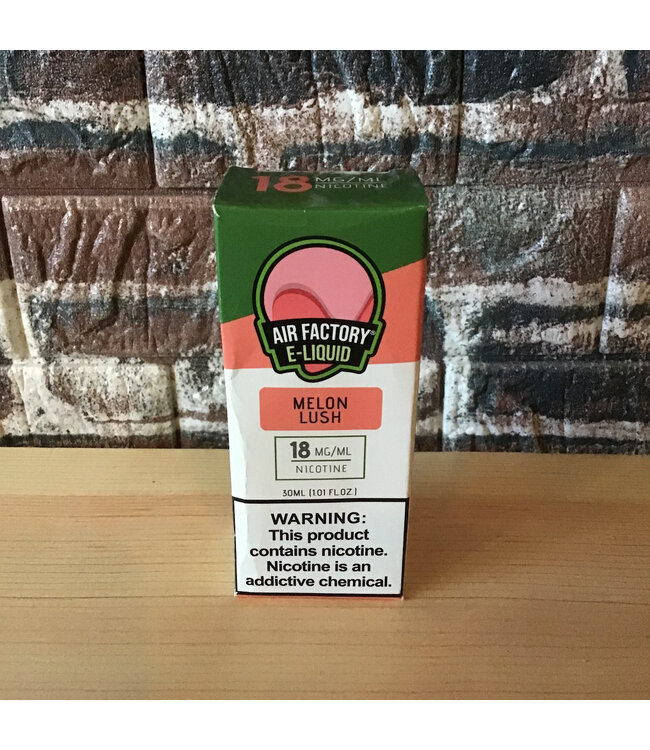 18 MG/ML
NICOTINE
AIR FACTORY®
E-LIQUID
MELON
LUSH
18 MG/ML
NICOTINE
30ML (1.01 FL.OZ)
WARNING:
This product
contains nicotine.
Nicotine is an
addictive chemical.